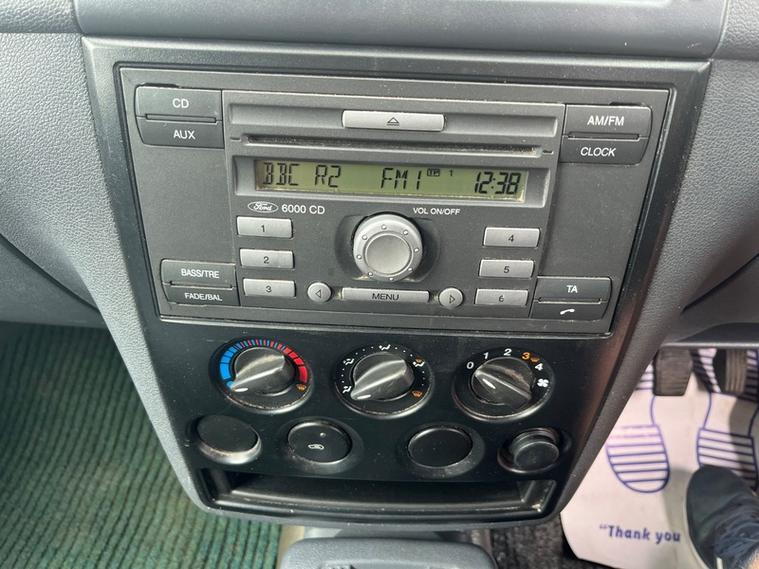 CD
AUX
AM/FM
CLOCK
BBC R2 FM1 TP 1 12:38
Ford 6000 CD
VOL ON/OFF
1
2
3
4
5
6
BASS/TRE
FADE/BAL
MENU
TA
0 1 2 3 4
"Thank you